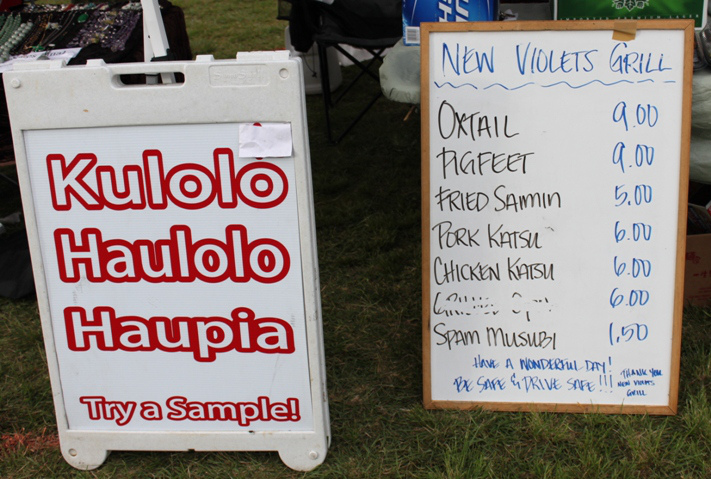 Kulolo
Haulolo
Haupia
Try a Sample!
NEW VIOLETS GRILL
OXTAIL 9.00
PIGFEET 9.00
FRIED SAIMIN 5.00
PORK KATSU 6.00
CHICKEN KATSU 6.00
6.00
SPAM MUSUBI 1.50
HAVE A WONDERFUL DAY!
BE SAFE & DRIVE SAFE!!!
THANK YOU
NEW VIOLETS
GRILL